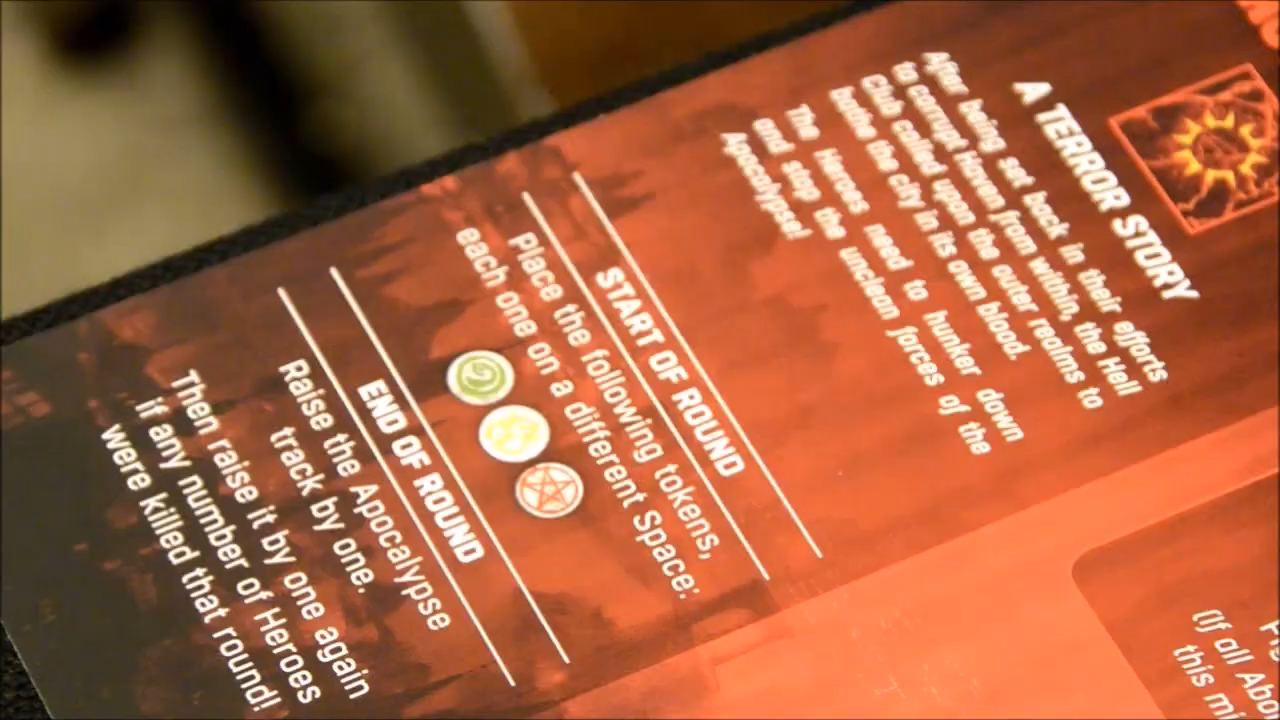 A TERROR STORY
After being set back in their efforts
to corrupt Haven from within, the Hell
Club called upon the outer realms to
bathe the city in its own blood.
The Heroes need to hunker down
and stop the unclean forces of the
Apocalypse!
START OF ROUND
Place the following tokens,
each one on a different Space:
END OF ROUND
Raise the Apocalypse
track by one.
Then raise it by one again
if any number of Heroes
were killed that round!
(If all
this